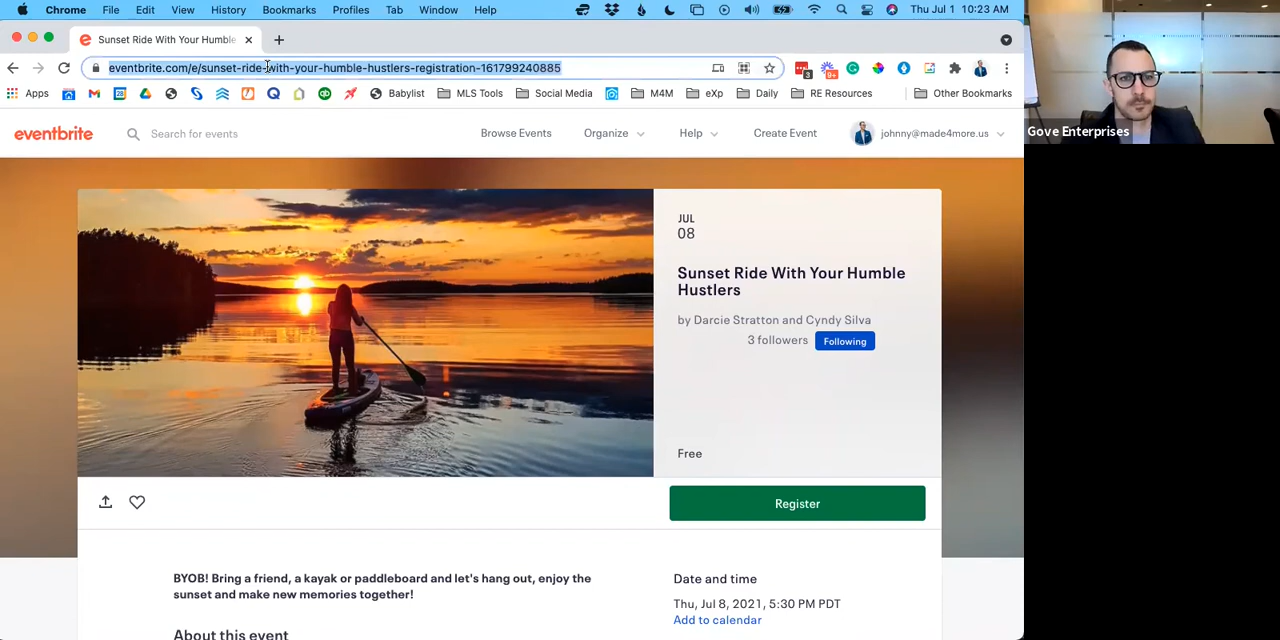 Chrome File Edit View History Bookmarks Profiles Tab Window Help Thu Jul 1 10:23 AM
Sunset Ride With Your Humble
eventbrite.com/e/sunset-ride-with-your-humble-hustlers-registration-161799240885
Apps Babylist MLS Tools Social Media M4M eXp Daily RE Resources Other Bookmarks
eventbrite Search for events Browse Events Organize Help Create Event johnny@made4more.us
Gove Enterprises
JUL
08
Sunset Ride With Your Humble
Hustlers
by Darcie Stratton and Cyndy Silva
3 followers Following
Free
Register
BYOB! Bring a friend, a kayak or paddleboard and let's hang out, enjoy the
sunset and make new memories together!
Date and time
Thu, Jul 8, 2021, 5:30 PM PDT
Add to calendar
About this event